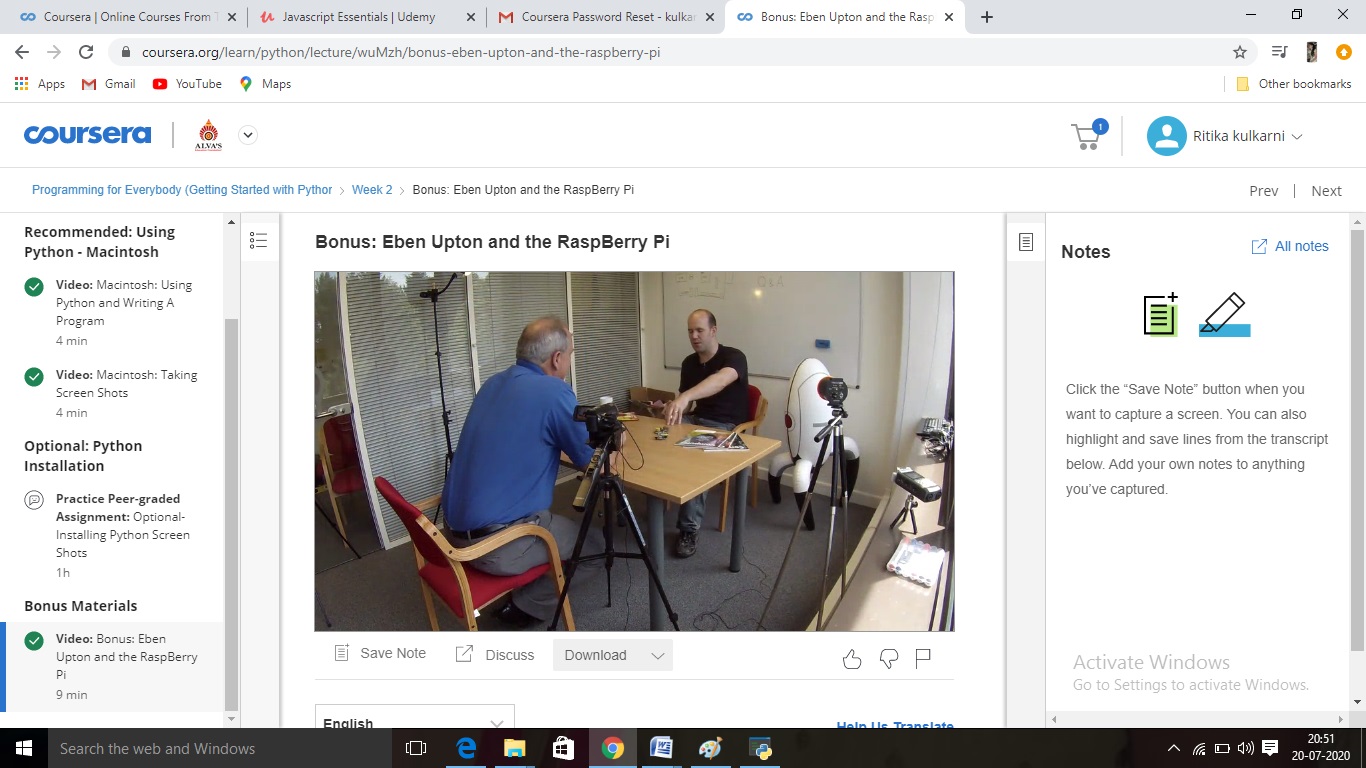 Coursera | Online Courses From T
Javascript Essentials | Udemy
Coursera Password Reset - kulkar
Bonus: Eben Upton and the Rasp
coursera.org/learn/python/lecture/wuMzh/bonus-eben-upton-and-the-raspberry-pi
Apps
Gmail
YouTube
Maps
Other bookmarks
coursera
ALVA'S
1
Ritika kulkarni
Programming for Everybody (Getting Started with Python
Week 2
Bonus: Eben Upton and the RaspBerry Pi
Prev | Next
Recommended: Using
Python - Macintosh
Video: Macintosh: Using
Python and Writing A
Program
4 min
Video: Macintosh: Taking
Screen Shots
4 min
Optional: Python
Installation
Practice Peer-graded
Assignment: Optional-
Installing Python Screen
Shots
1h
Bonus Materials
Video: Bonus: Eben
Upton and the RaspBerry
Pi
9 min
Bonus: Eben Upton and the RaspBerry Pi
Save Note
Discuss
Download
English
Help Us Translate
Notes
All notes
Click the “Save Note” button when you
want to capture a screen. You can also
highlight and save lines from the transcript
below. Add your own notes to anything
you’ve captured.
Activate Windows
Go to Settings to activate Windows.
Search the web and Windows
20:51
20-07-2020